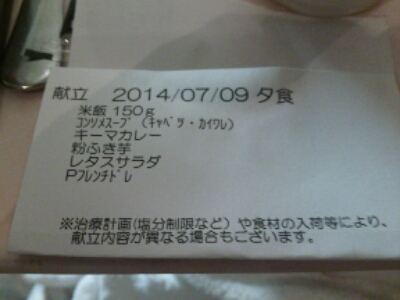 献立 2014/07/09 夕食
米飯 150g
コンソメスープ (キャベツ・カイワレ)
キーマカレー
粉ふき芋
レタスサラダ
Pフレンチドレ
※治療計画(塩分制限など)や食材の入荷等により、
献立内容が異なる場合もございます。